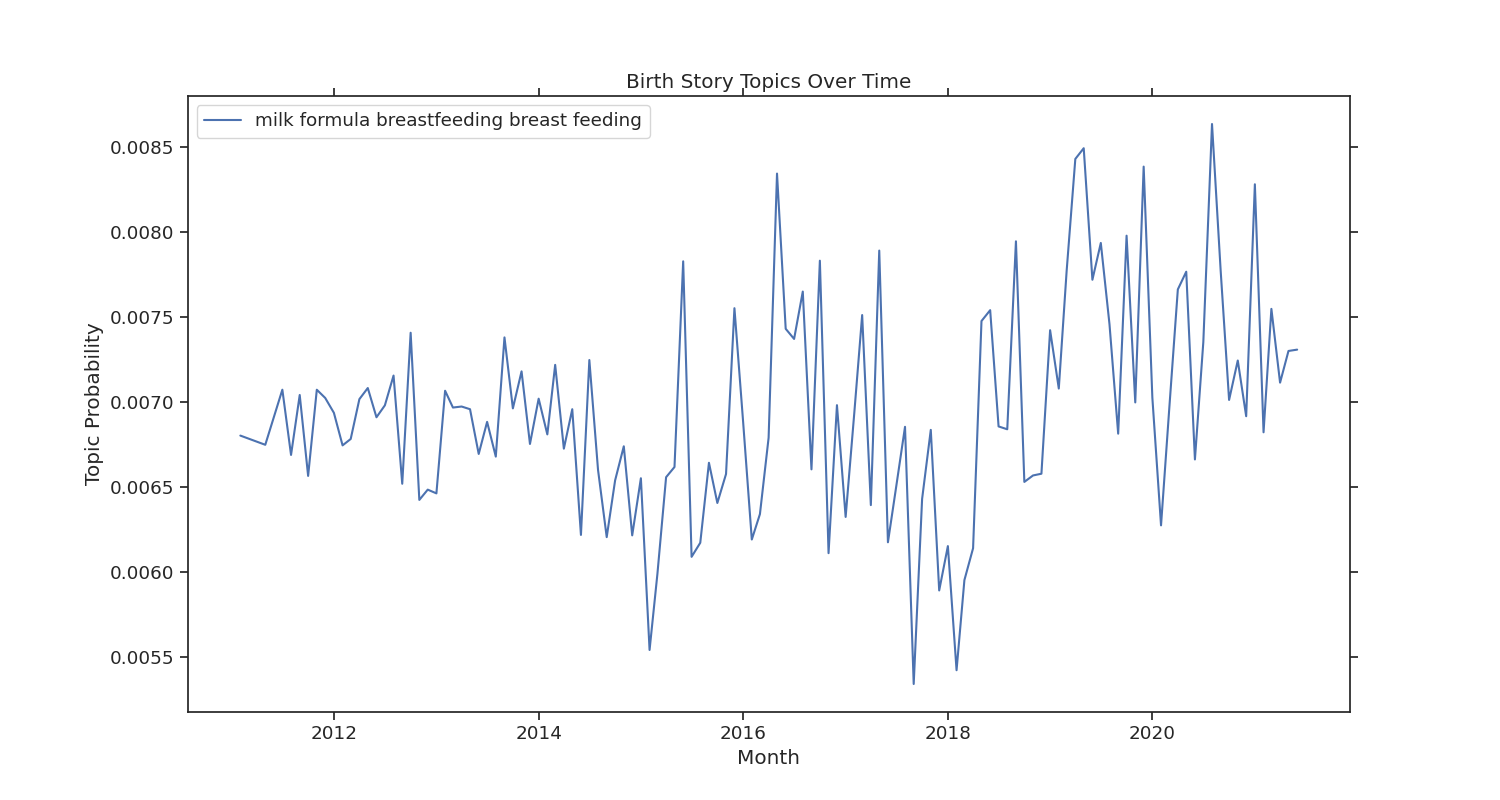 Birth Story Topics Over Time
milk formula breastfeeding breast feeding
Topic Probability
0.0085
0.0080
0.0075
0.0070
0.0065
0.0060
0.0055
2012 2014 2016 2018 2020
Month